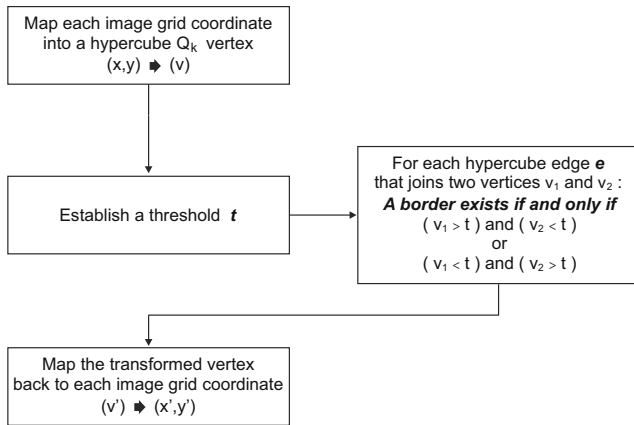 Map each image grid coordinate
into a hypercube Qk vertex
(x,y) ➧ (v)
Establish a threshold t
For each hypercube edge e
that joins two vertices v1 and v2 :
A border exists if and only if
( v1 > t ) and ( v2 < t )
or
( v1 < t ) and ( v2 > t )
Map the transformed vertex
back to each image grid coordinate
(v') ➧ (x',y')